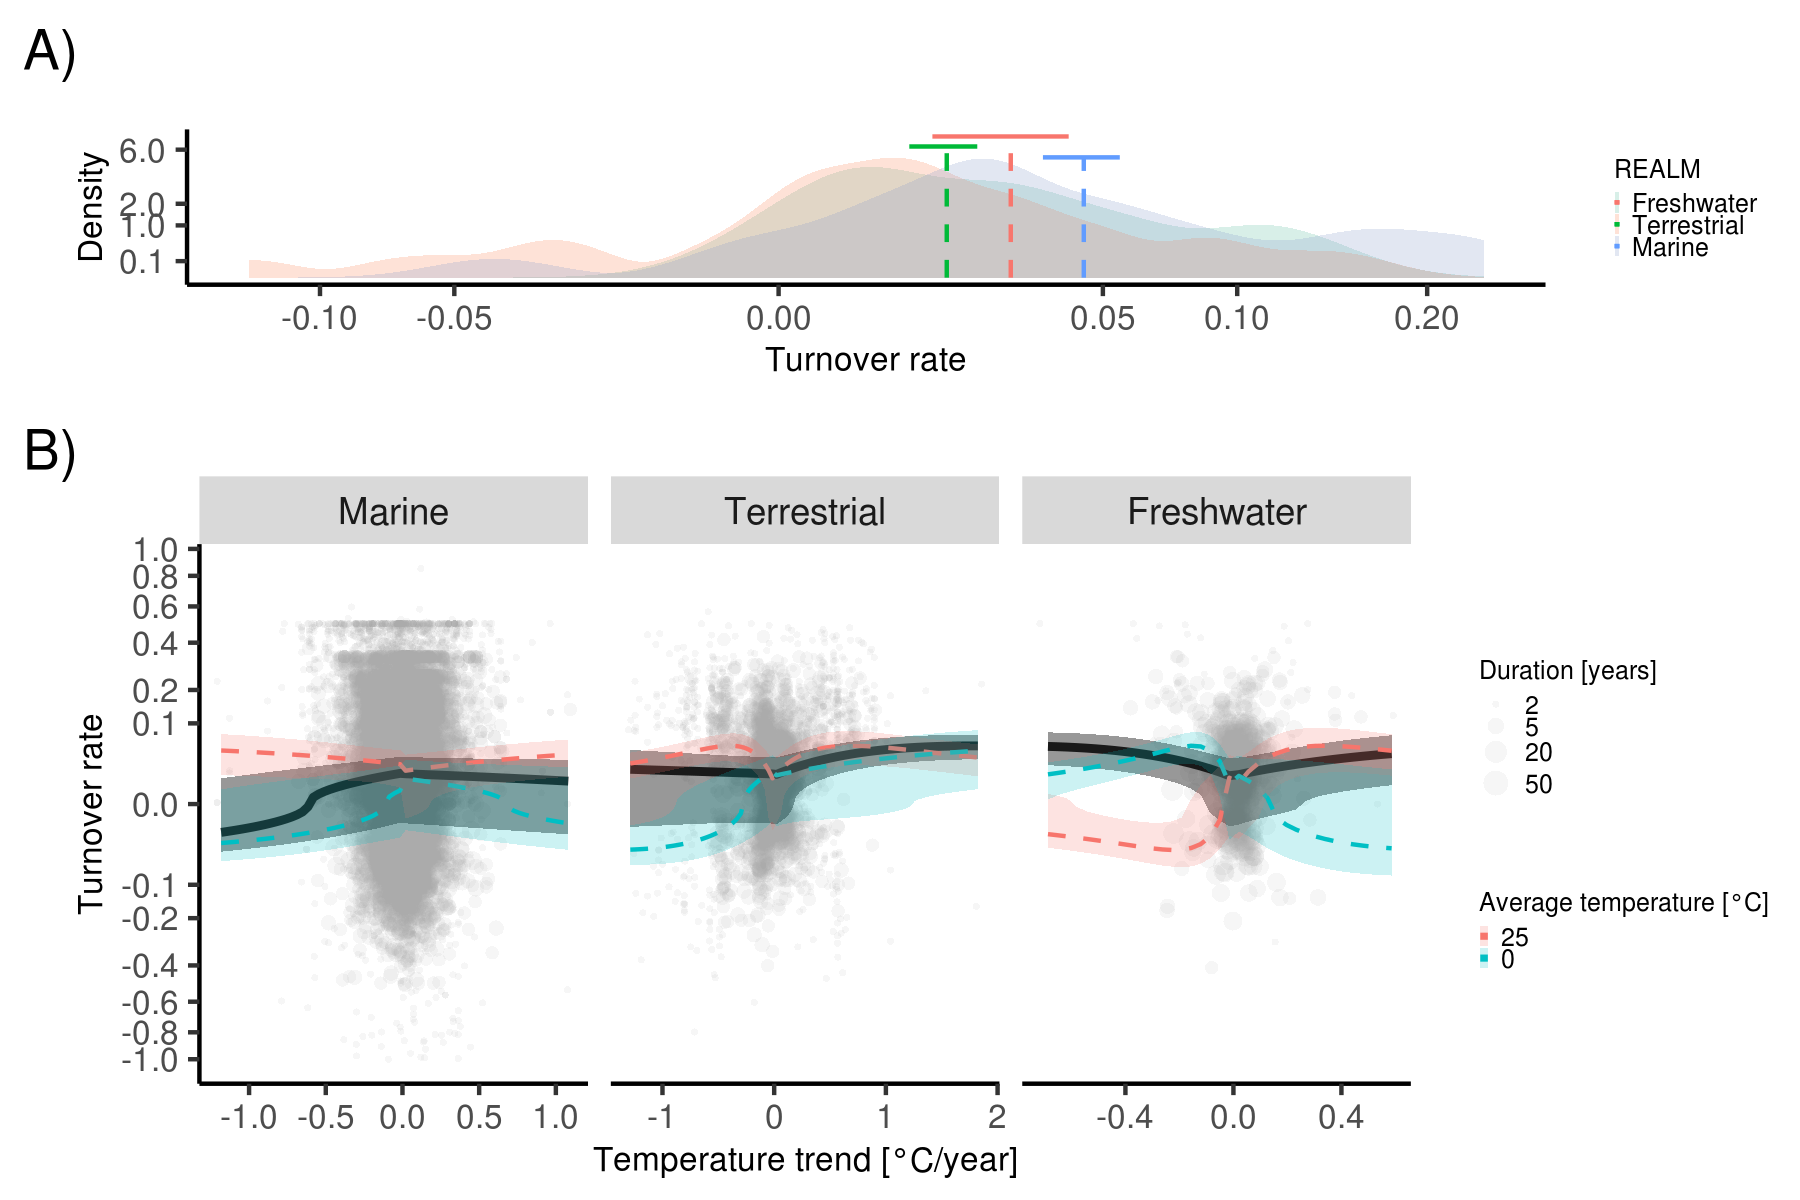 A)
Density
6.0
2.0
1.0
0.1
-0.10 -0.05 0.00 0.05 0.10 0.20
Turnover rate
REALM
Freshwater
Terrestrial
Marine
B)
Marine Terrestrial Freshwater
Turnover rate
1.0
0.8
0.6
0.4
0.2
0.1
0.0
-0.1
-0.2
-0.4
-0.6
-0.8
-1.0
-1.0 -0.5 0.0 0.5 1.0 -1 0 1 2 -0.4 0.0 0.4
Temperature trend [°C/year]
Duration [years]
2
5
20
50
Average temperature [°C]
25
0